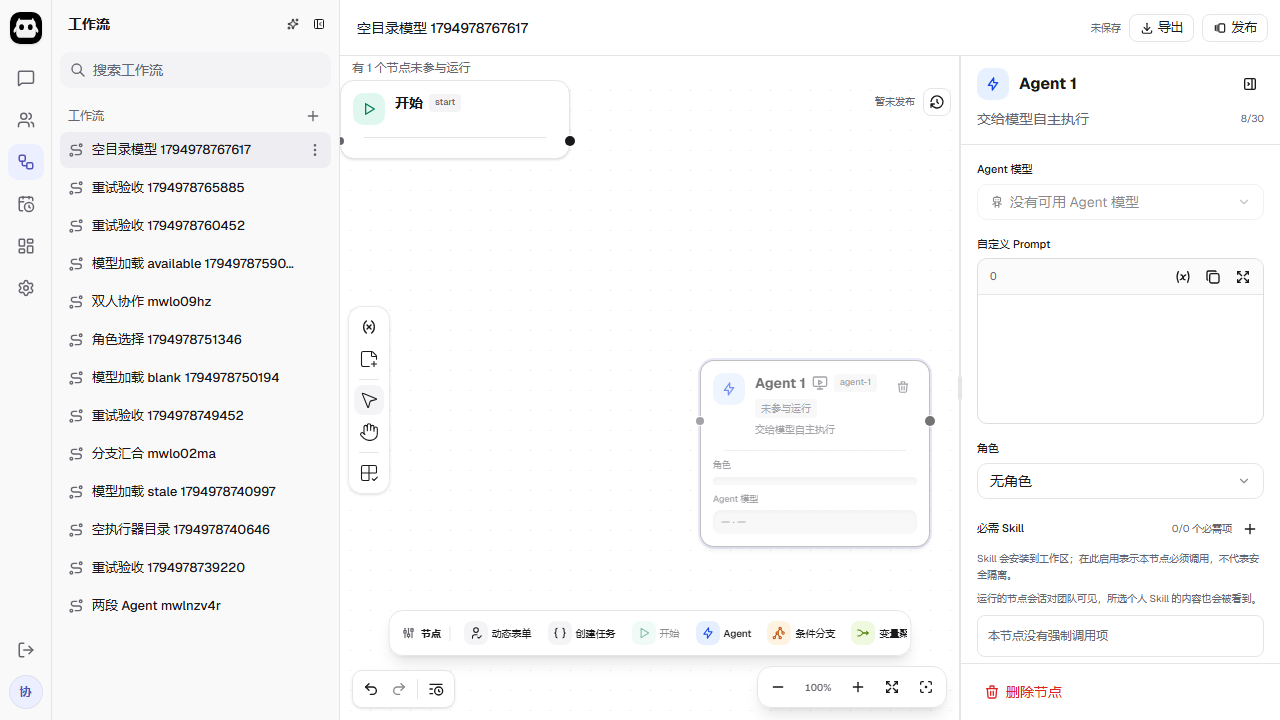 工作流
搜索工作流
工作流
空目录模型 1794978767617
重试验收 1794978765885
重试验收 1794978760452
模型加载 available 17949787590...
双人协作 mwlo09hz
角色选择 1794978751346
模型加载 blank 1794978750194
重试验收 1794978749452
分支汇合 mwlo02ma
模型加载 stale 1794978740997
空执行器目录 1794978740646
重试验收 1794978739220
两段 Agent mwlnzv4r
协
空目录模型 1794978767617
未保存
导出
发布
有 1 个节点未参与运行
开始
start
暂未发布
Agent 1
agent-1
未参与运行
交给模型自主执行
角色
Agent 模型
— · —
节点
动态表单
创建任务
开始
Agent
条件分支
变量聚
100%
Agent 1
交给模型自主执行
8/30
Agent 模型
没有可用 Agent 模型
自定义 Prompt
0
角色
无角色
必需 Skill
0/0 个必需项
Skill 会安装到工作区；在此启用表示本节点必须调用，不代表安
全隔离。
运行的节点会话对团队可见，所选个人 Skill 的内容也会被看到。
本节点没有强制调用项
删除节点